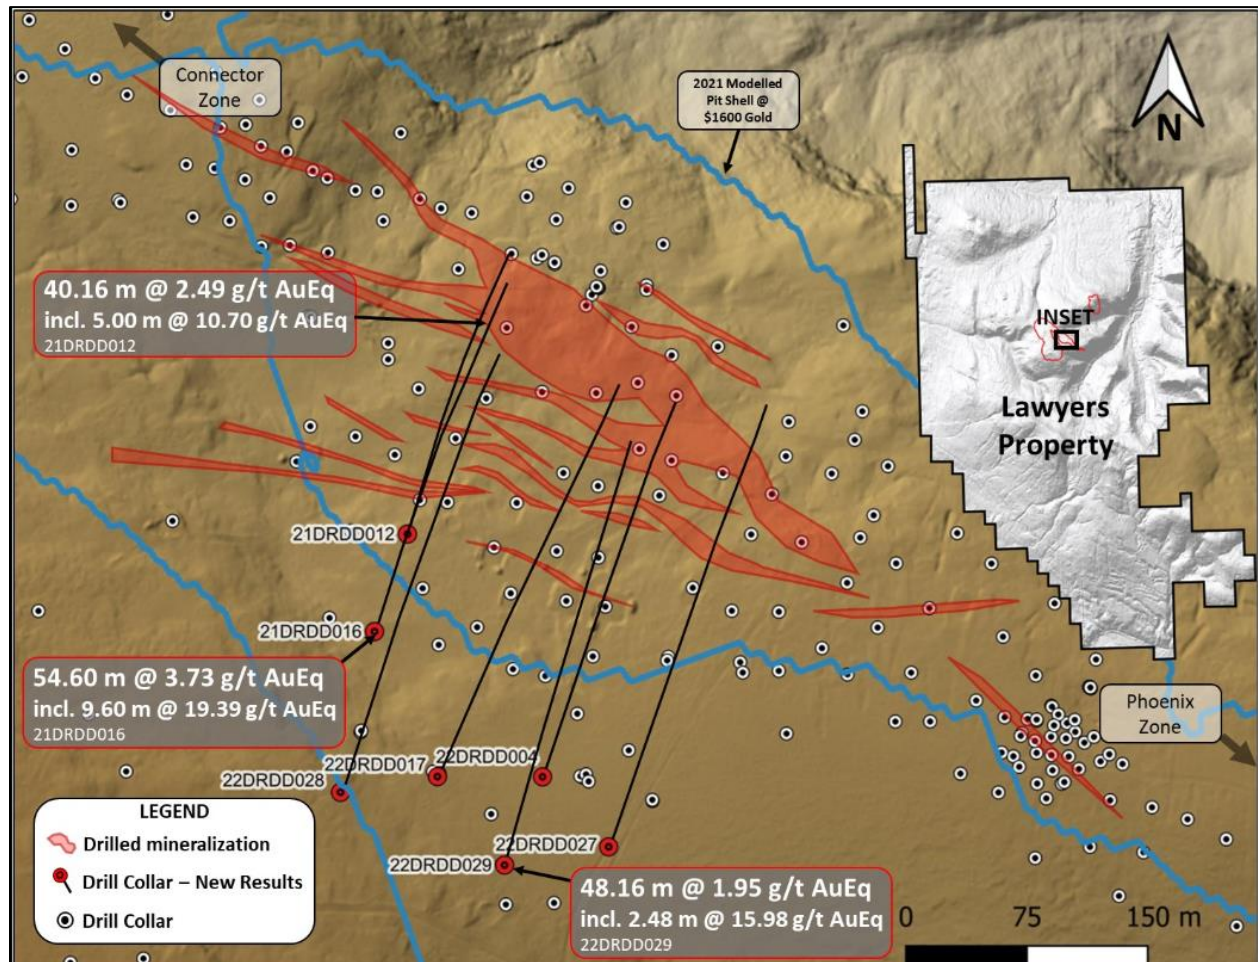 Connector
Zone
2021 Modelled
Pit Shell @
$1600 Gold
N
INSET
Lawyers
Property
40.16 m @ 2.49 g/t AuEq
incl. 5.00 m @ 10.70 g/t AuEq
21DRDD012
21DRDD012
21DRDD016
54.60 m @ 3.73 g/t AuEq
incl. 9.60 m @ 19.39 g/t AuEq
21DRDD016
Phoenix
Zone
22DRDD017
22DRDD004
22DRDD028
22DRDD027
22DRDD029
48.16 m @ 1.95 g/t AuEq
incl. 2.48 m @ 15.98 g/t AuEq
22DRDD029
LEGEND
Drilled mineralization
Drill Collar – New Results
Drill Collar
0 75 150 m